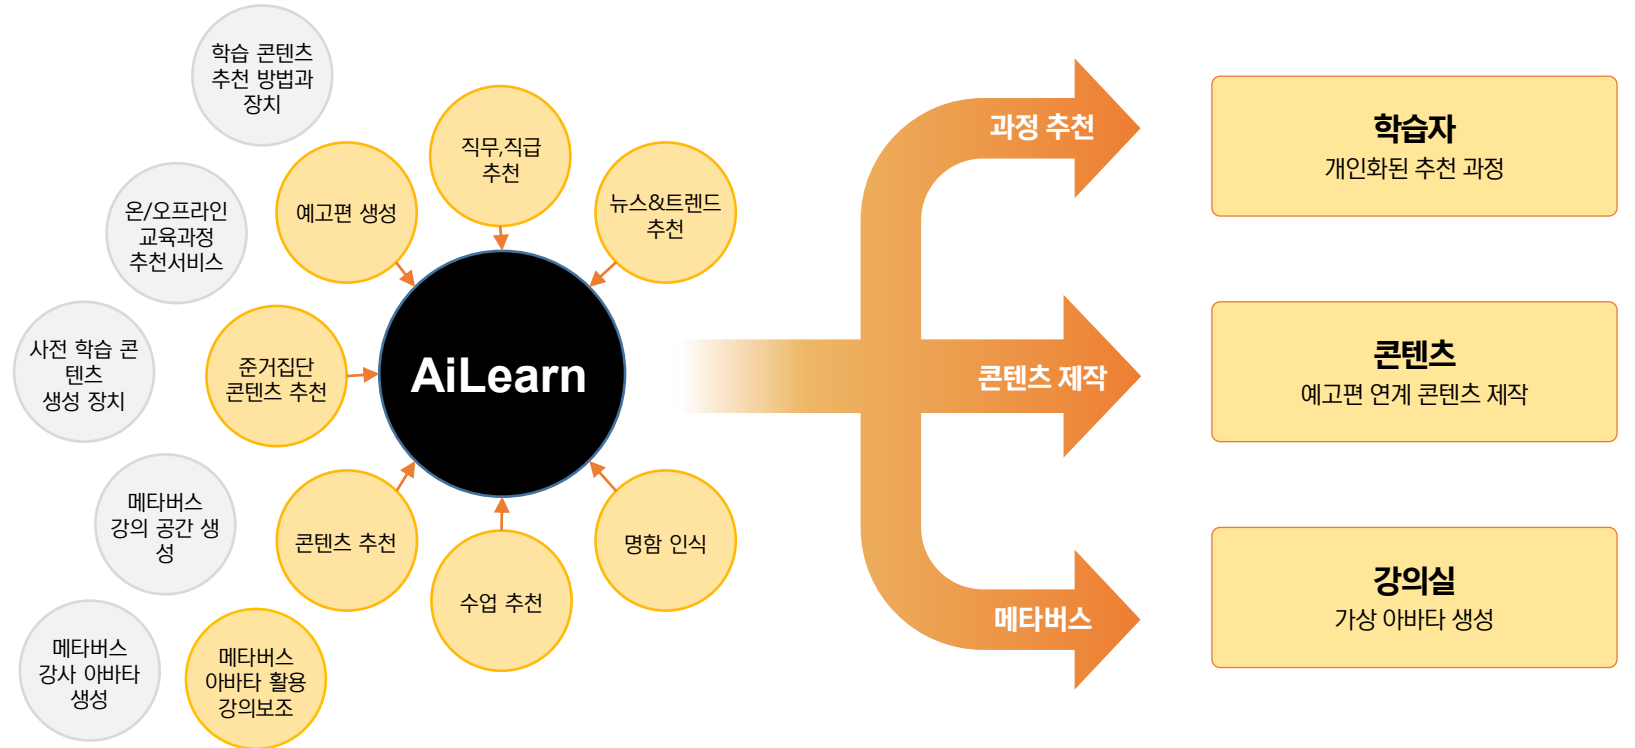 학습 콘텐츠
추천 방법과
장치
직무,직급
추천
예고편 생성
뉴스&트렌드
추천
온/오프라인
교육과정
추천서비스
사전 학습 콘
텐츠
생성 장치
준거집단
콘텐츠 추천
AiLearn
메타버스
강의 공간 생
성
콘텐츠 추천
수업 추천
명함 인식
메타버스
강사 아바타
생성
메타버스
아바타 활용
강의보조
과정 추천
콘텐츠 제작
메타버스
학습자
개인화된 추천 과정
콘텐츠
예고편 연계 콘텐츠 제작
강의실
가상 아바타 생성